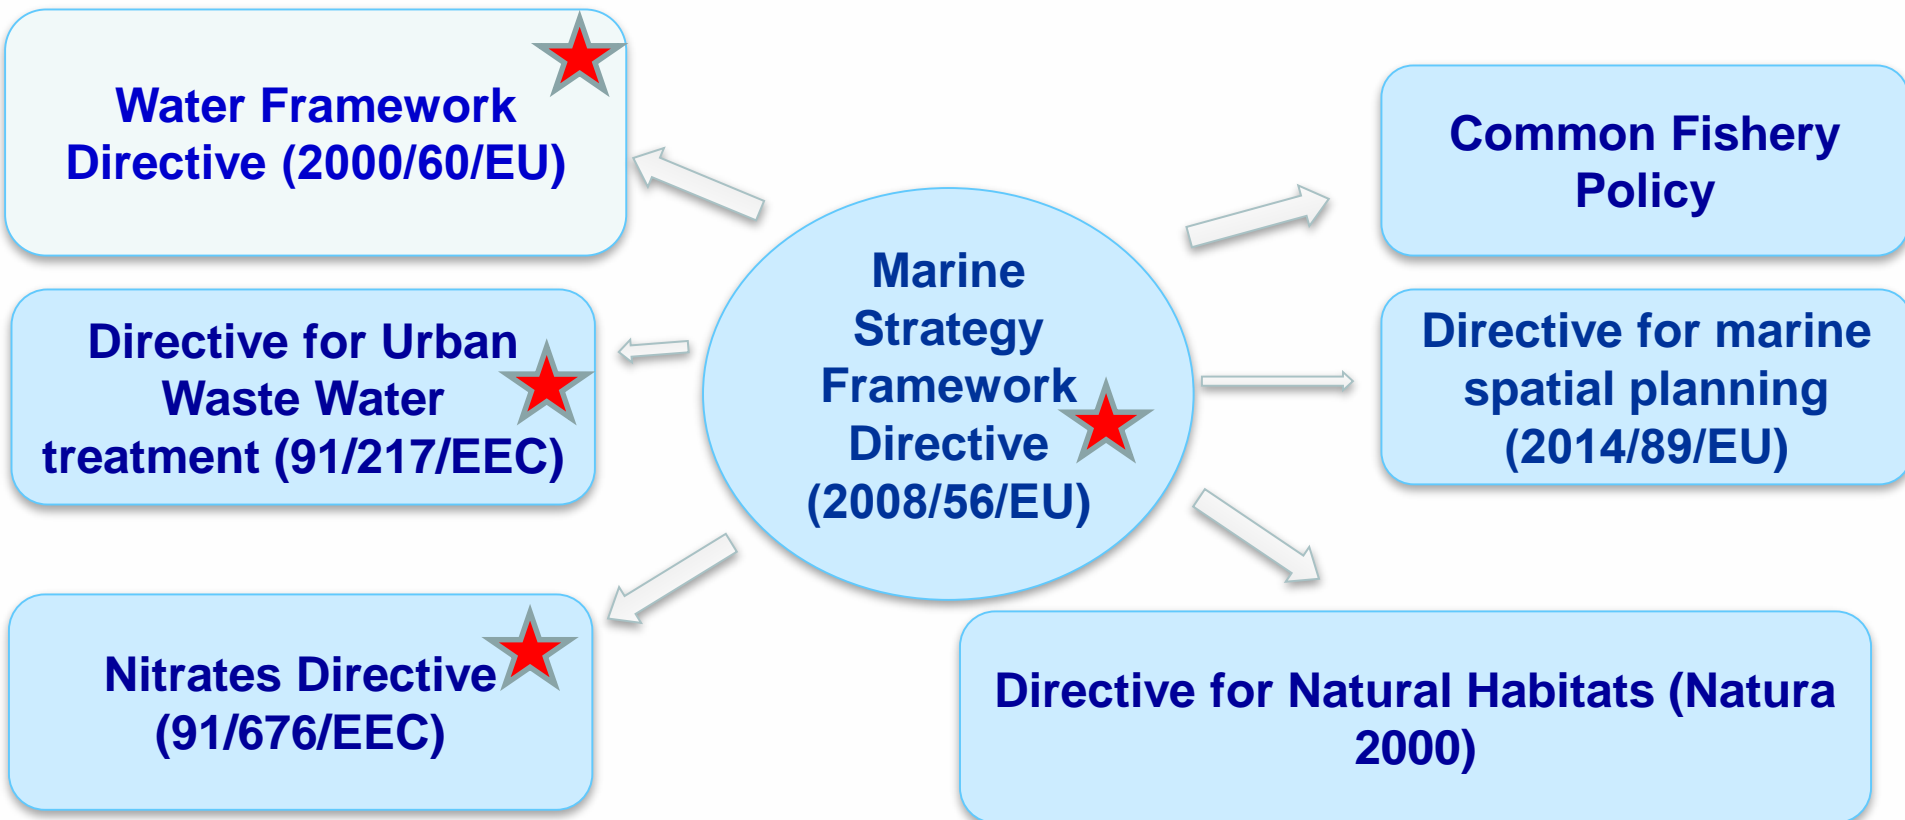 Water Framework
Directive (2000/60/EU)
Directive for Urban
Waste Water
treatment (91/217/EEC)
Nitrates Directive
(91/676/EEC)
Marine
Strategy
Framework
Directive
(2008/56/EU)
Common Fishery
Policy
Directive for marine
spatial planning
(2014/89/EU)
Directive for Natural Habitats (Natura
2000)